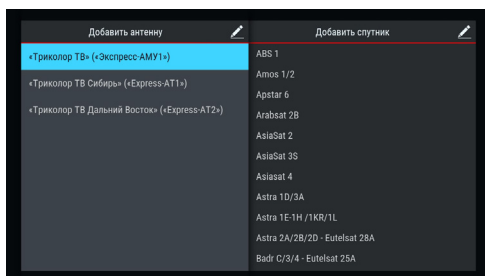 Добавить антенну
«Триколор ТВ» («Экспресс-АМУ1»)
«Триколор ТВ Сибирь» («Express-AT1»)
«Триколор ТВ Дальний Восток» («Express-AT2»)
Добавить спутник
ABS 1
Amos 1/2
Apstar 6
Arabsat 2B
AsiaSat 2
AsiaSat 3S
Asiasat 4
Astra 1D/3A
Astra 1E-1H /1KR/1L
Astra 2A/2B/2D - Eutelsat 28A
Badr C/3/4 - Eutelsat 25A